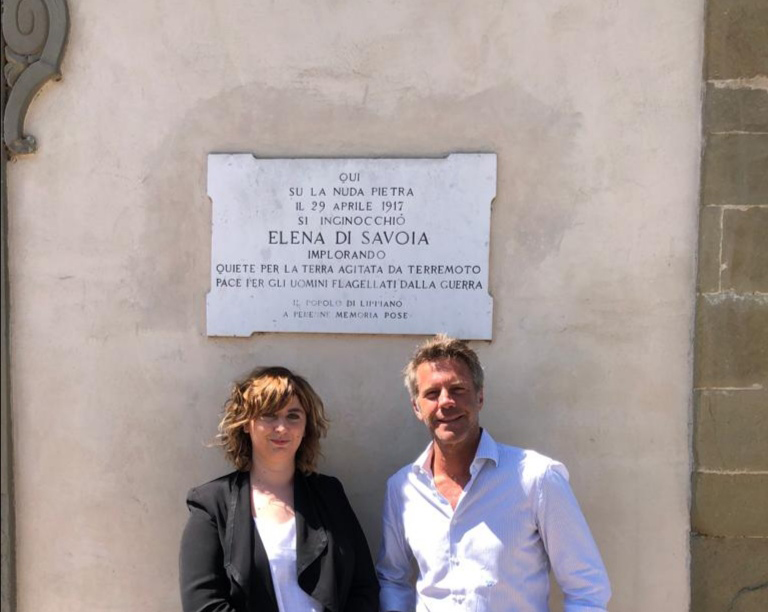 QUI
SU LA NUDA PIETRA
IL 29 APRILE 1917
SI INGINOCCHIÒ
ELENA DI SAVOIA
IMPLORANDO
QUIETE PER LA TERRA AGITATA DA TERREMOTO
PACE PER GLI UOMINI FLAGELLATI DALLA GUERRA
IL POPOLO DI LIPPIANO
A PERENNE MEMORIA POSE